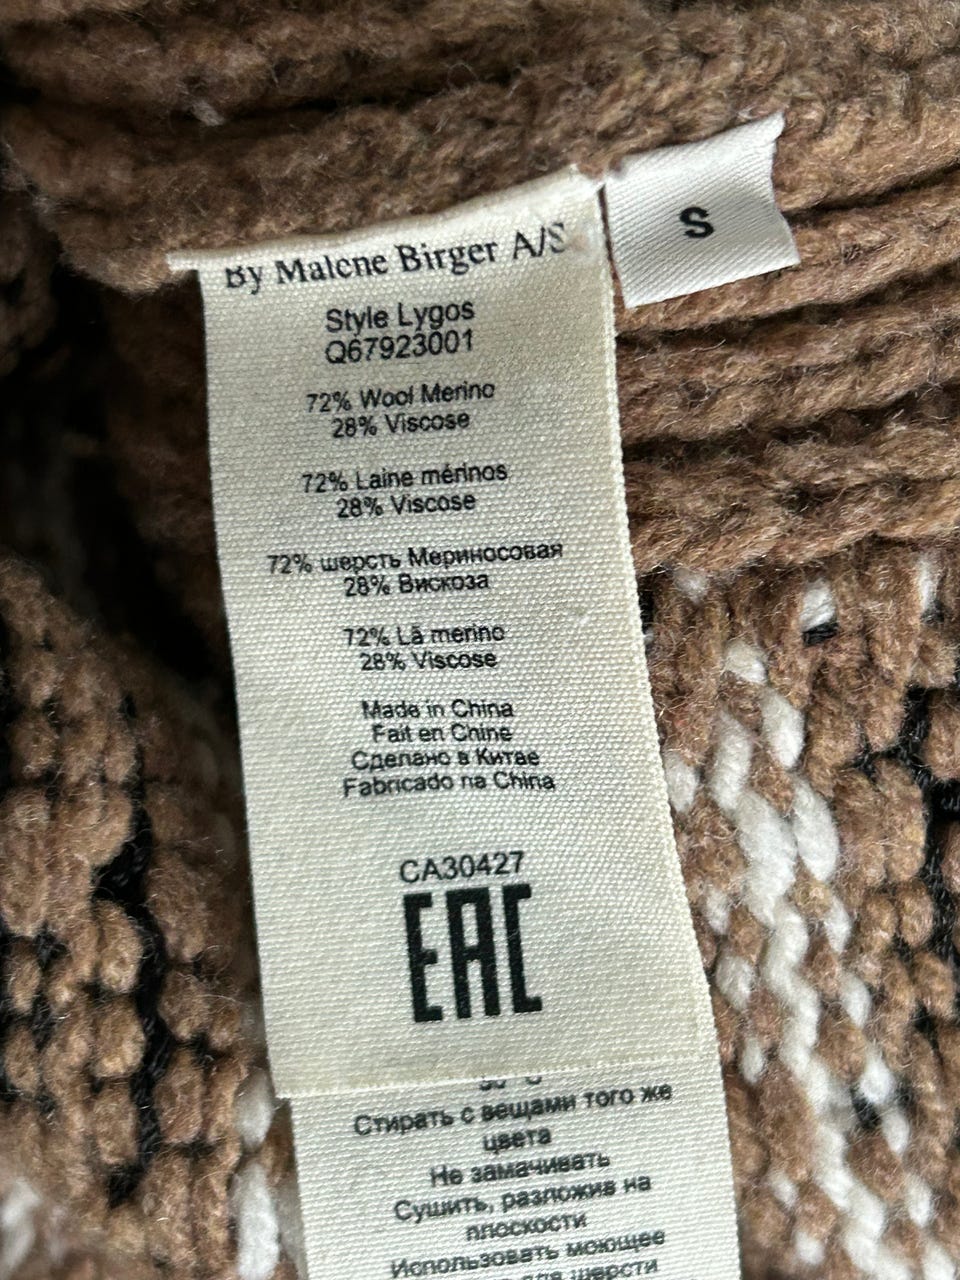 S
By Malene Birger A/S
Style Lygos
Q67923001
72% Wool Merino
28% Viscose
72% Laine mérinos
28% Viscose
72% шерсть Мериносовая
28% Вискоза
72% Lã merino
28% Viscose
Made in China
Fait en Chine
Сделано в Китае
Fabricado na China
CA30427
EAC
Стирать с вещами того же
цвета
Не замачивать
Сушить, разложив на
плоскости
Использовать моющее
для шерсти